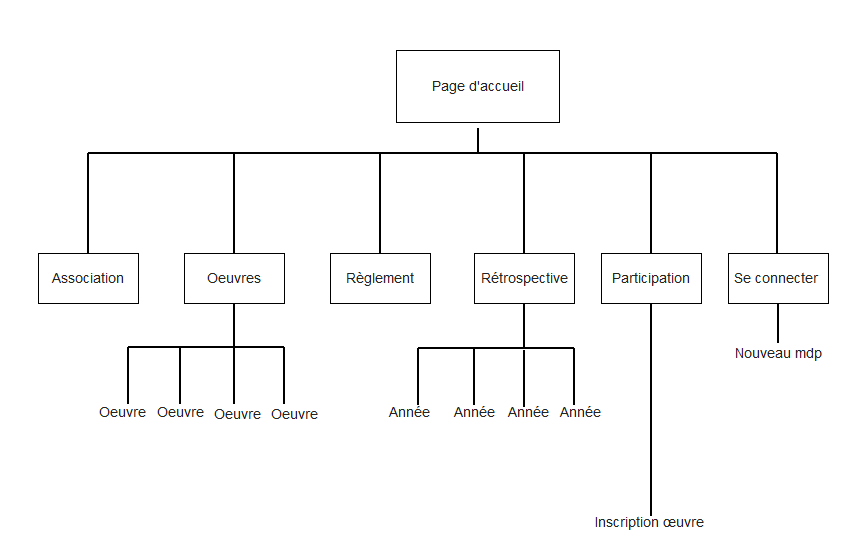 Page d'accueil
Association
Oeuvres
Règlement
Rétrospective
Participation
Se connecter
Nouveau mdp
Oeuvre
Oeuvre
Oeuvre
Oeuvre
Année
Année
Année
Année
Inscription œuvre